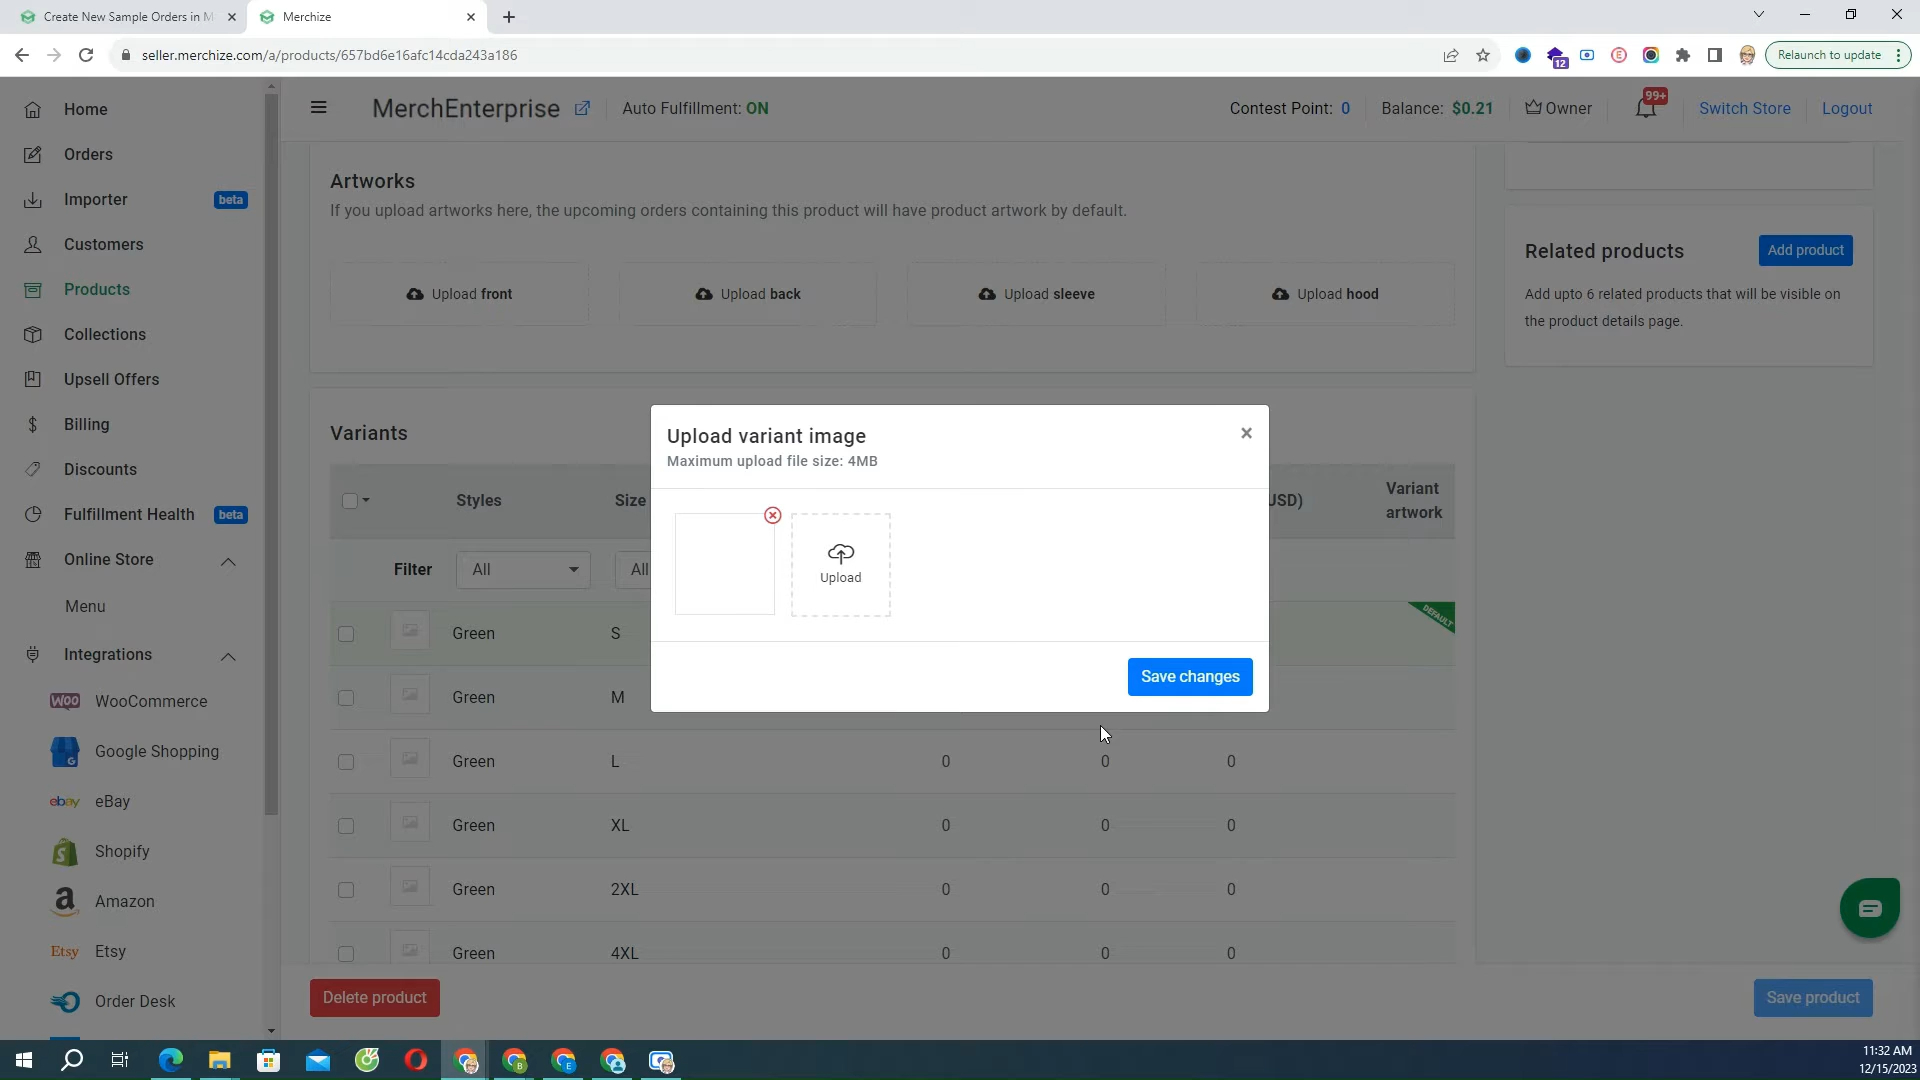 Create New Sample Orders in M
Merchize
seller.merchize.com/a/products/657bd6e16afc14cda243a186
12
Relaunch to update
Home
Orders
Importer beta
Customers
Products
Collections
Upsell Offers
$ Billing
Discounts
Fulfillment Health beta
Online Store
Menu
Integrations
Woo WooCommerce
Google Shopping
ebay eBay
Shopify
a Amazon
Etsy Etsy
Order Desk
MerchEnterprise
Auto Fulfillment: ON
Contest Point: 0
Balance: $0.21
Owner
99+
Switch Store
Logout
Artworks
If you upload artworks here, the upcoming orders containing this product will have product artwork by default.
Upload front
Upload back
Upload sleeve
Upload hood
Related products
Add product
Add upto 6 related products that will be visible on
the product details page.
Variants
Styles
Size
USD)
Variant
artwork
Filter
All
All
DEFAULT
Green S
Green M
Green L 0 0 0
Green XL 0 0 0
Green 2XL 0 0 0
Green 4XL 0 0 0
Upload variant image
Maximum upload file size: 4MB
×
Upload
Save changes
Delete product
Save product
11:32 AM
12/15/2023